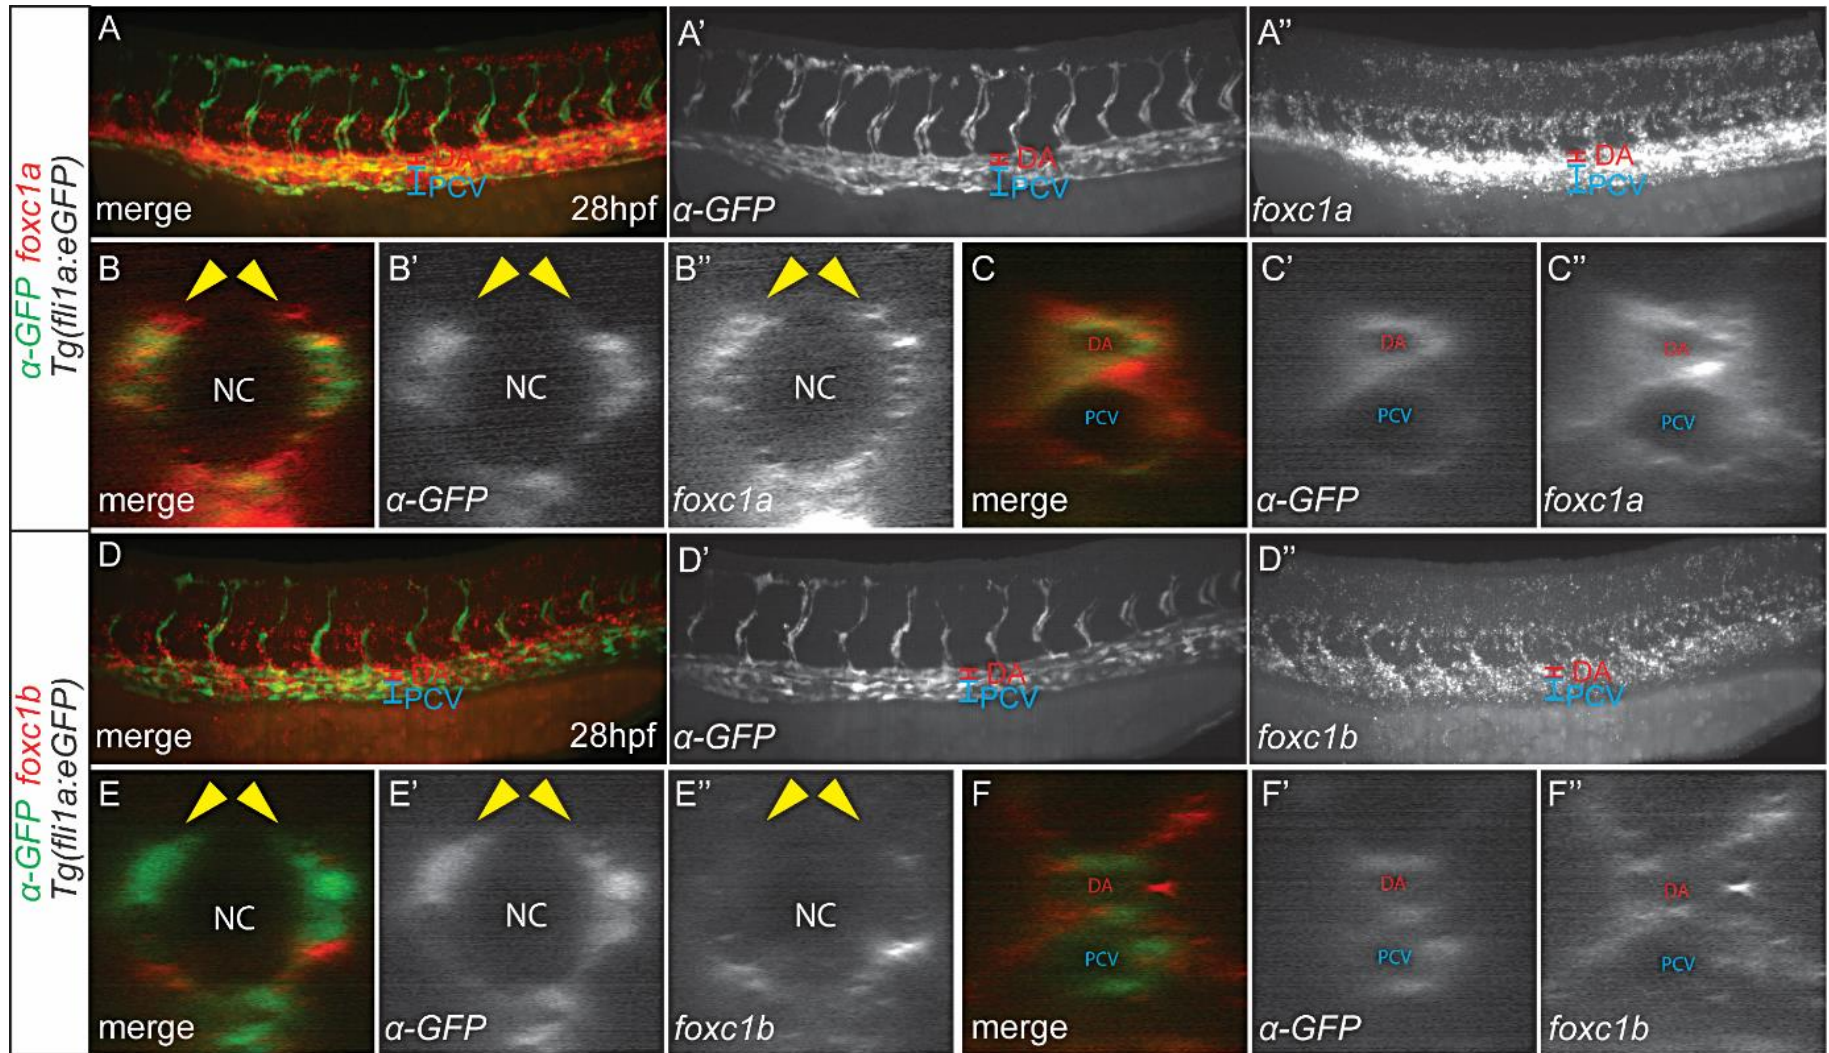 α-GFP foxc1a
Tg(fli1a:eGFP)
A
DA
PCV
merge
28hpf
A’
DA
PCV
α-GFP
A’’
DA
PCV
foxc1a
B
NC
merge
B’
NC
α-GFP
B’’
NC
foxc1a
C
DA
PCV
merge
C’
DA
PCV
α-GFP
C’’
DA
PCV
foxc1a
α-GFP foxc1b
Tg(fli1a:eGFP)
D
DA
PCV
merge
28hpf
D’
DA
PCV
α-GFP
D’’
DA
PCV
foxc1b
E
NC
merge
E’
NC
α-GFP
E’’
NC
foxc1b
F
DA
PCV
merge
F’
DA
PCV
α-GFP
F’’
DA
PCV
foxc1b